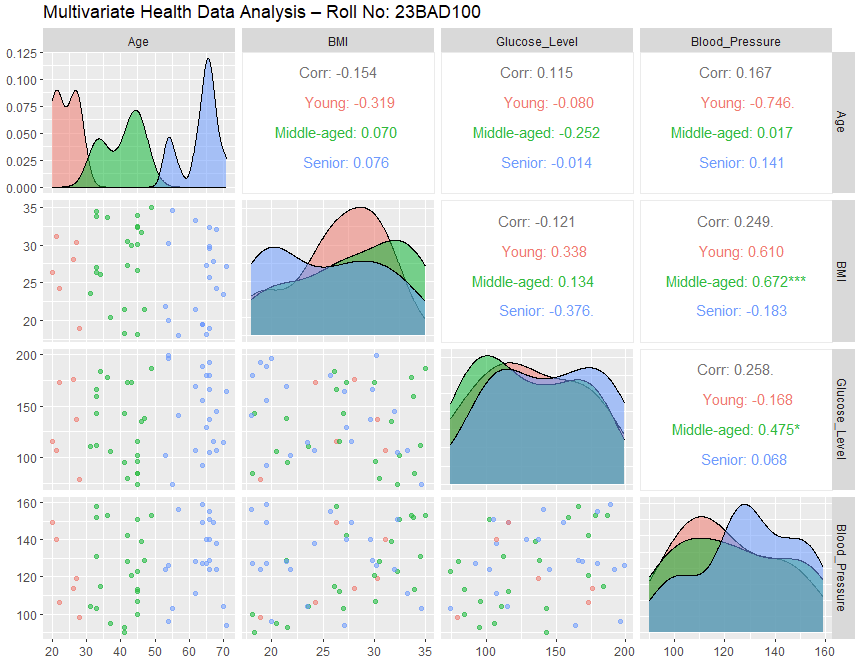 Multivariate Health Data Analysis – Roll No: 23BAD100
Age
BMI
Glucose_Level
Blood_Pressure
0.125
0.100
0.075
0.050
0.025
0.000
Corr: -0.154
Young: -0.319
Middle-aged: 0.070
Senior: 0.076
Corr: 0.115
Young: -0.080
Middle-aged: -0.252
Senior: -0.014
Corr: 0.167
Young: -0.746.
Middle-aged: 0.017
Senior: 0.141
Age
35
30
25
20
Corr: -0.121
Young: 0.338
Middle-aged: 0.134
Senior: -0.376.
Corr: 0.249.
Young: 0.610
Middle-aged: 0.672***
Senior: -0.183
BMI
200
150
100
Corr: 0.258.
Young: -0.168
Middle-aged: 0.475*
Senior: 0.068
Glucose_Level
160
140
120
100
Blood_Pressure
20 30 40 50 60 70
20 25 30 35
100 150 200
100 120 140 160